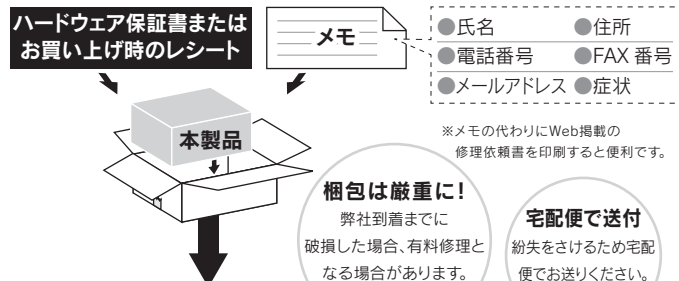 ハードウェア保証書または
お買い上げ時のレシート
メモ
●氏名 ●住所
●電話番号 ●FAX 番号
●メールアドレス ●症状
※メモの代わりにWeb掲載の
修理依頼書を印刷すると便利です。
本製品
梱包は厳重に!
弊社到着までに
破損した場合、有料修理と
なる場合があります。
宅配便で送付
紛失をさけるため宅配
便でお送りください。